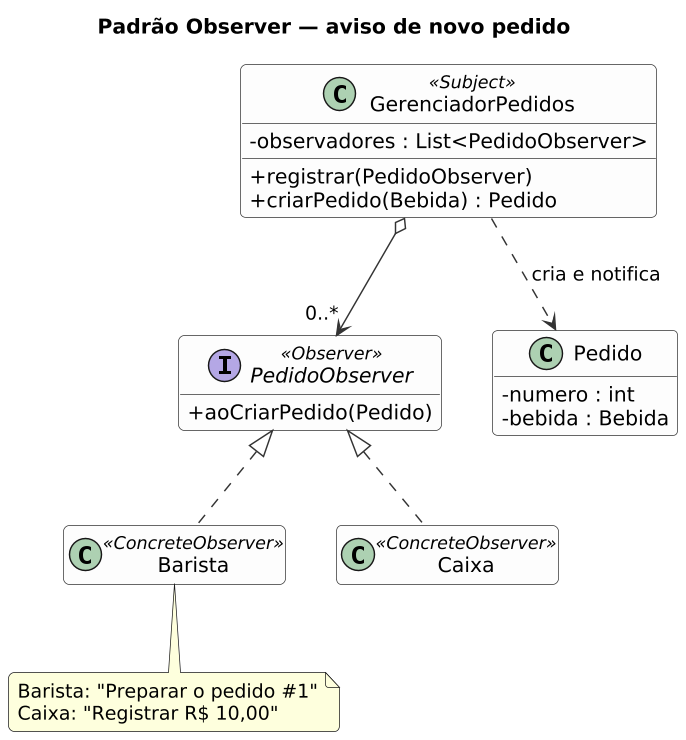 Padrão Observer — aviso de novo pedido
C
«Subject»
GerenciadorPedidos
-observadores : List<PedidoObserver>
+registrar(PedidoObserver)
+criarPedido(Bebida) : Pedido
cria e notifica
0..*
I
«Observer»
PedidoObserver
+aoCriarPedido(Pedido)
C Pedido
-numero : int
-bebida : Bebida
C
«ConcreteObserver»
Barista
C
«ConcreteObserver»
Caixa
Barista: "Preparar o pedido #1"
Caixa: "Registrar R$ 10,00"